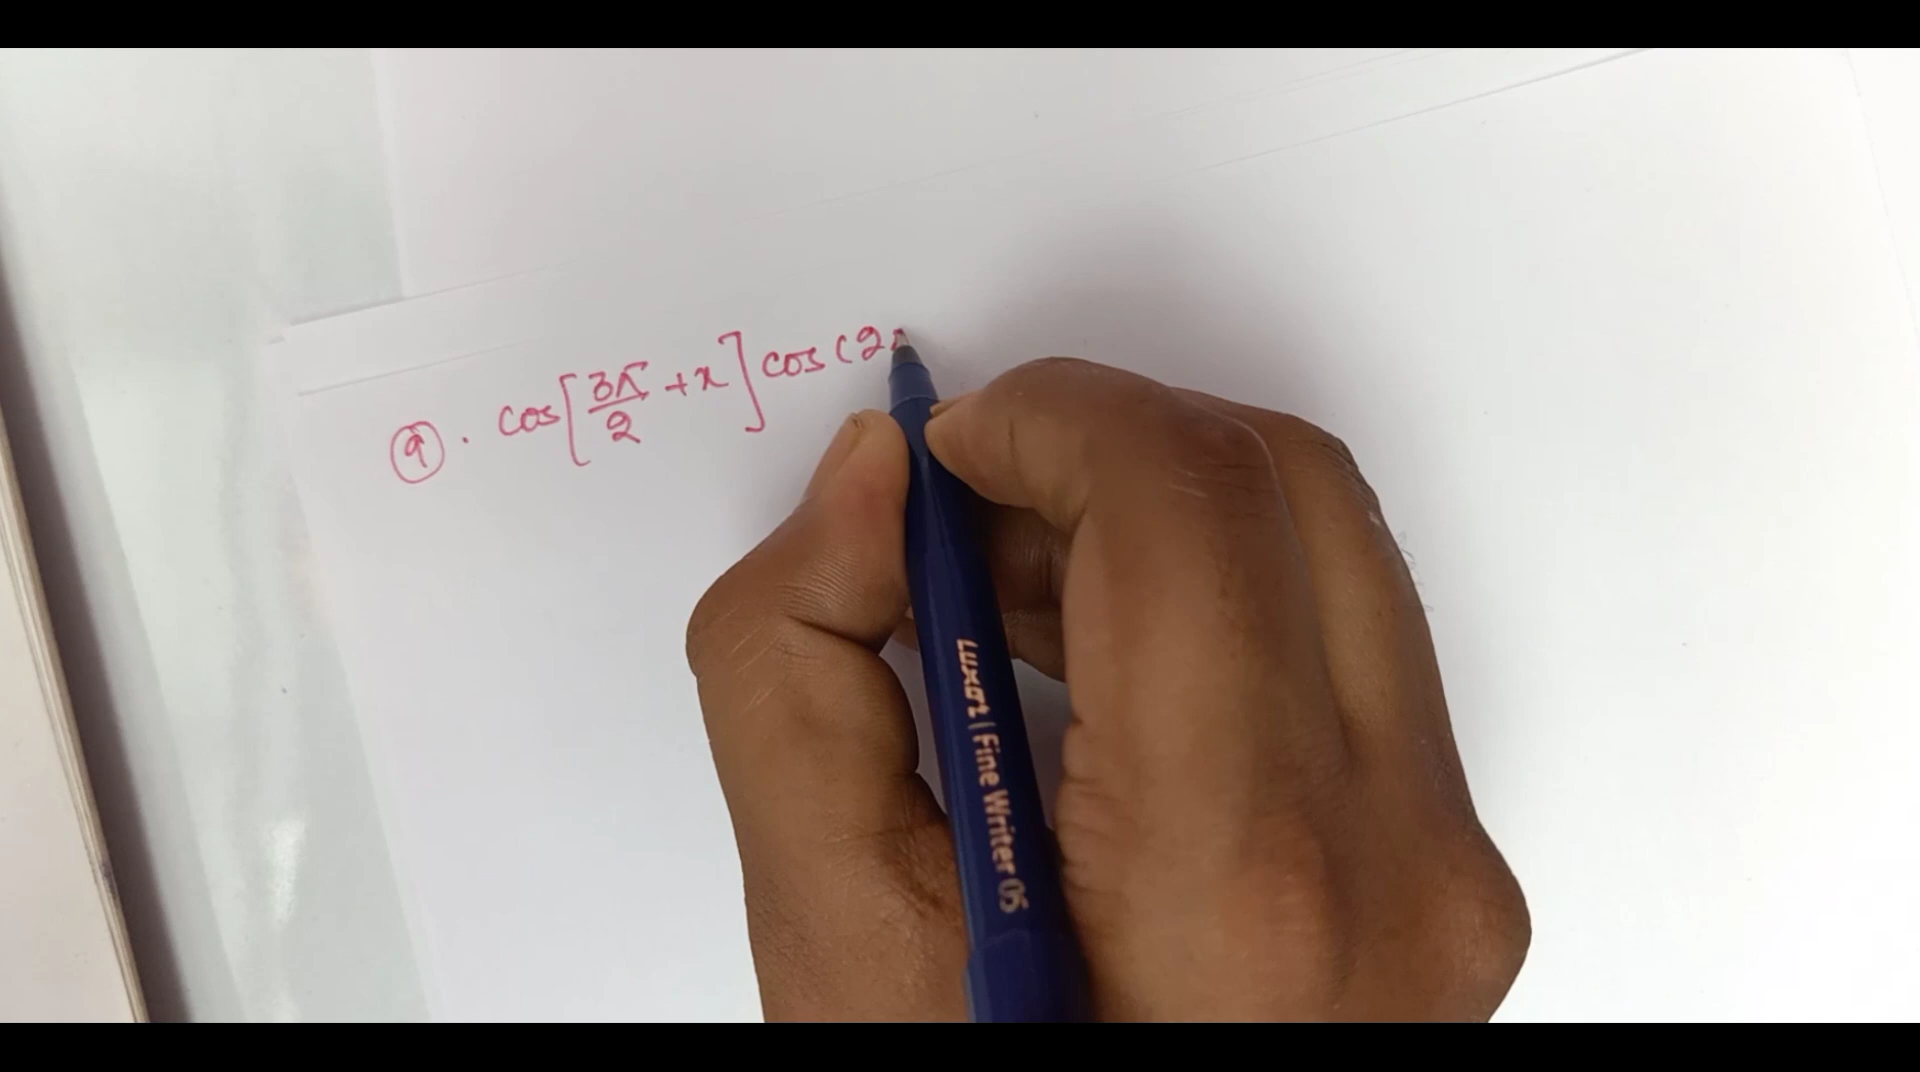 ⑨. cos[3π/2 + x] cos(2
Luxor | Fine Writer 05